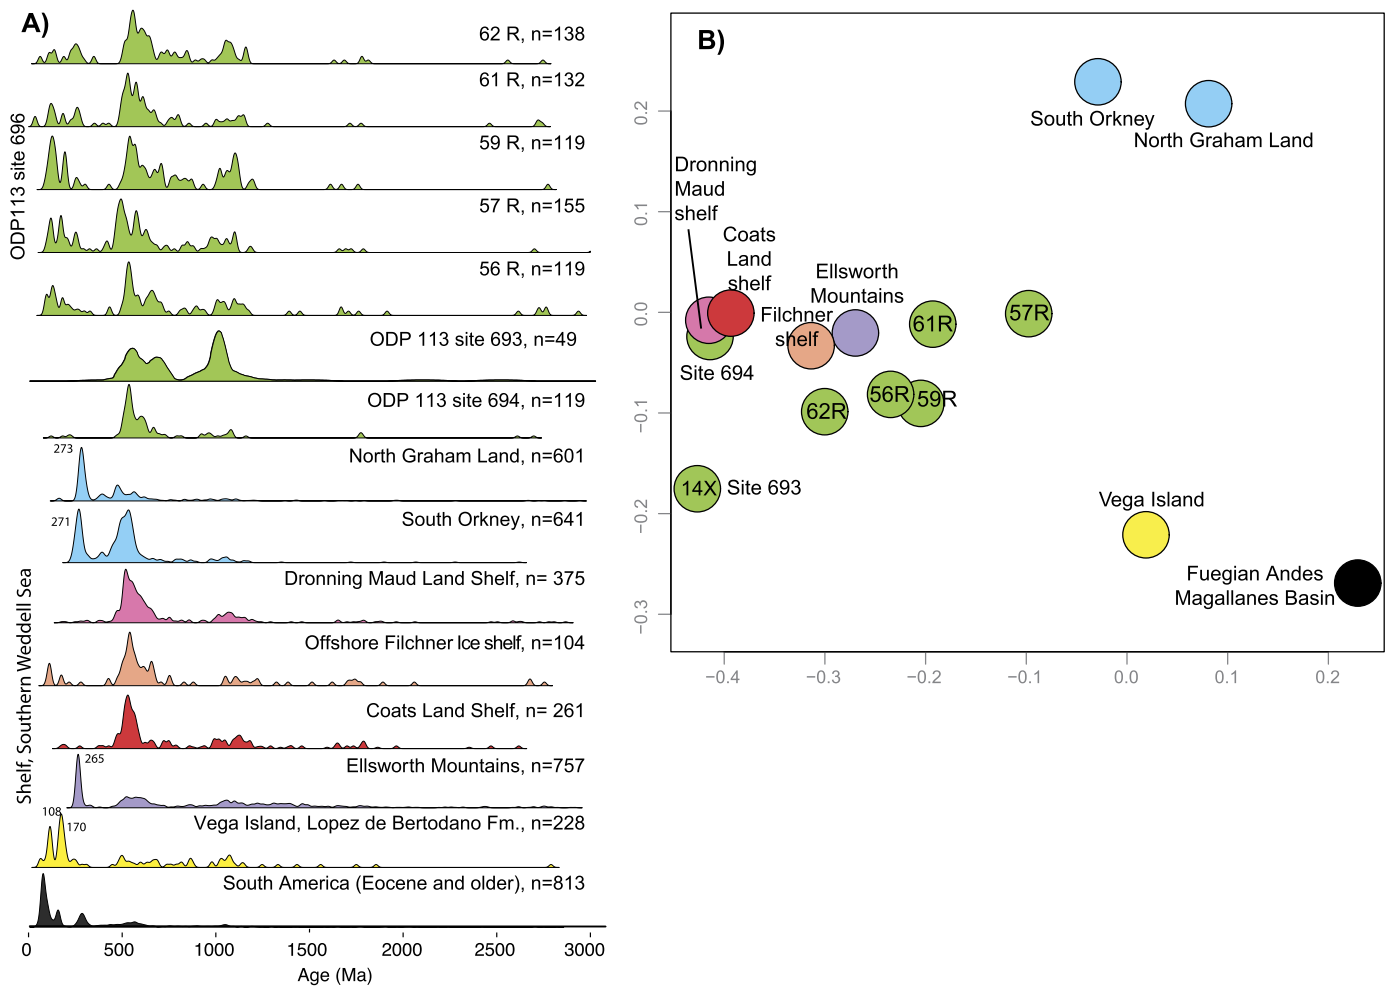 A)
62 R, n=138
61 R, n=132
59 R, n=119
57 R, n=155
56 R, n=119
ODP113 site 696
ODP 113 site 693, n=49
ODP 113 site 694, n=119
273
North Graham Land, n=601
271
South Orkney, n=641
Dronning Maud Land Shelf, n= 375
Offshore Filchner Ice shelf, n=104
Coats Land Shelf, n= 261
Shelf, Southern Weddell Sea
265
Ellsworth Mountains, n=757
108
170
Vega Island, Lopez de Bertodano Fm., n=228
South America (Eocene and older), n=813
0 500 1000 1500 2000 2500 3000
Age (Ma)
B)
South Orkney
North Graham Land
Dronning
Maud
shelf
Coats
Land
shelf
Ellsworth
Mountains
Filchner
shelf
61R
57R
Site 694
56R
59R
62R
14X Site 693
Vega Island
Fuegian Andes
Magallanes Basin
0.2
0.1
0.0
−0.1
−0.2
−0.3
−0.4 −0.3 −0.2 −0.1 0.0 0.1 0.2